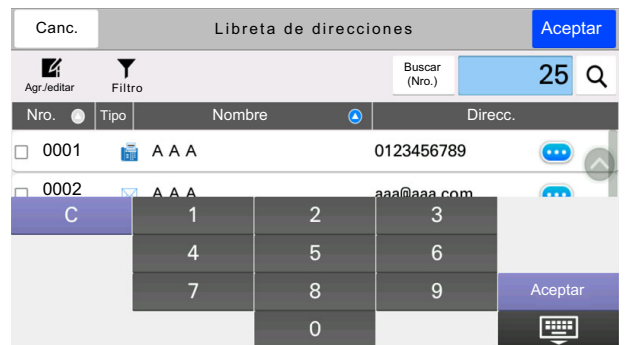 Canc. Libreta de direcciones Aceptar
Agr./editar Filtro Buscar (Nro.) 25
Nro. Tipo Nombre Direcc.
0001 A A A 0123456789
0002 A A A aaa@aaa.com
C 1 2 3
4 5 6
7 8 9 Aceptar
0